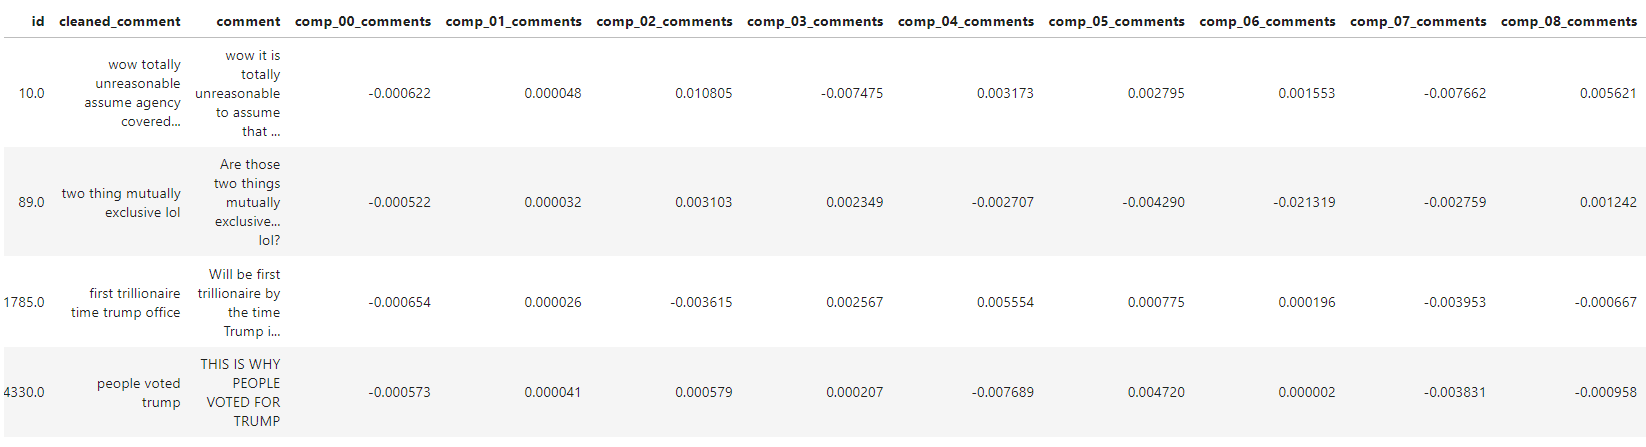 id cleaned_comment comment comp_00_comments comp_01_comments comp_02_comments comp_03_comments comp_04_comments comp_05_comments comp_06_comments comp_07_comments comp_08_comments
wow it is
wow totally
totally
unreasonable
unreasonable
10.0 -0.000622 0.000048 0.010805 -0.007475 0.003173 0.002795 0.001553 -0.007662 0.005621
assume agency
to assume
covered...
that ...
Are those
two things
two thing mutually
mutually
89.0 -0.000522 0.000032 0.003103 0.002349 -0.002707 -0.004290 -0.021319 -0.002759 0.001242
exclusive lol
exclusive...
lol?
Will be first
first trillionaire
trillionaire by
1785.0 -0.000654 0.000026 -0.003615 0.002567 0.005554 0.000775 0.000196 -0.003953 -0.000667
time trump office
the time
Trump i...
THIS IS WHY
people voted
PEOPLE
4330.0 -0.000573 0.000041 0.000579 0.000207 -0.007689 0.004720 0.000002 -0.003831 -0.000958
trump
VOTED FOR
TRUMP